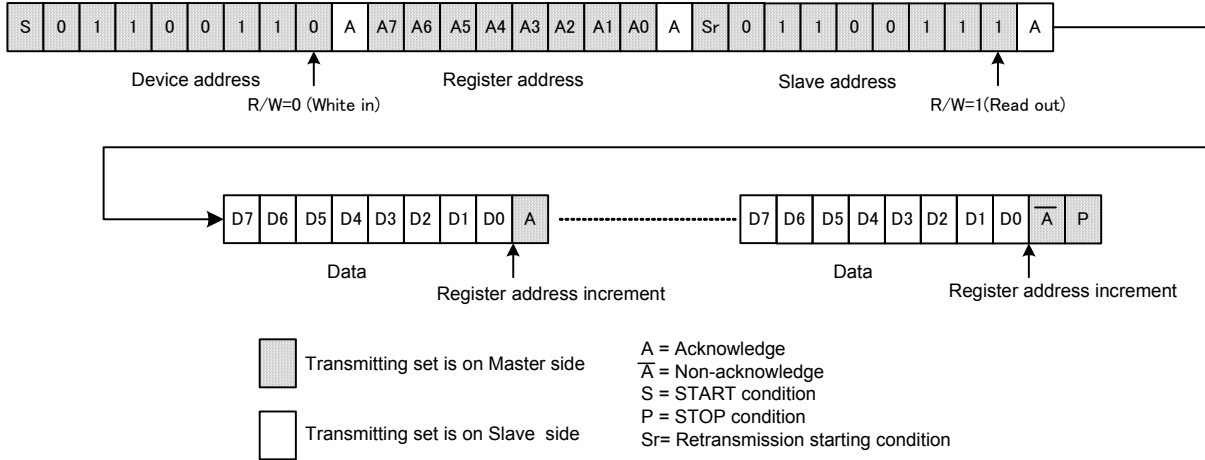 S 0 1 1 0 0 1 1 0 A A7 A6 A5 A4 A3 A2 A1 A0 A Sr 0 1 1 0 0 1 1 1 A
Device address Register address Slave address
R/W=0 (White in) R/W=1(Read out)
D7 D6 D5 D4 D3 D2 D1 D0 A D7 D6 D5 D4 D3 D2 D1 D0 A̅ P
Data Data
Register address increment Register address increment
Transmitting set is on Master side
Transmitting set is on Slave side
A = Acknowledge
A̅ = Non-acknowledge
S = START condition
P = STOP condition
Sr= Retransmission starting condition